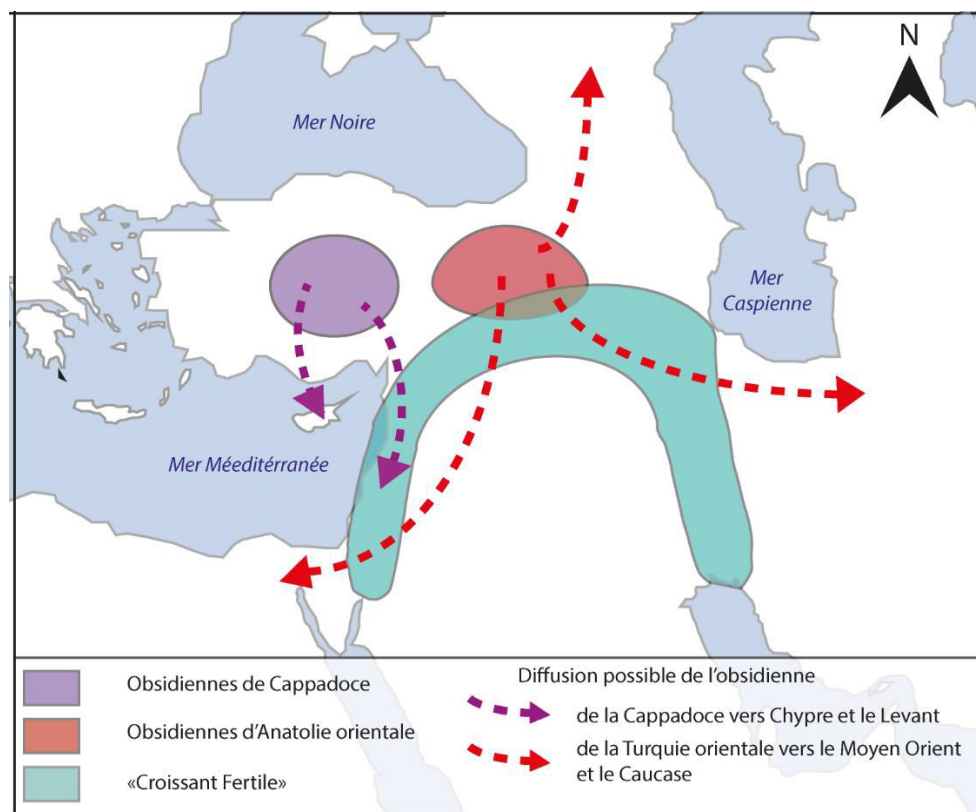 N
Mer Noire
Mer
Caspienne
Mer Méeditérranée
Obsidiennes de Cappadoce
Obsidiennes d’Anatolie orientale
«Croissant Fertile»
Diffusion possible de l’obsidienne
de la Cappadoce vers Chypre et le Levant
de la Turquie orientale vers le Moyen Orient
et le Caucase